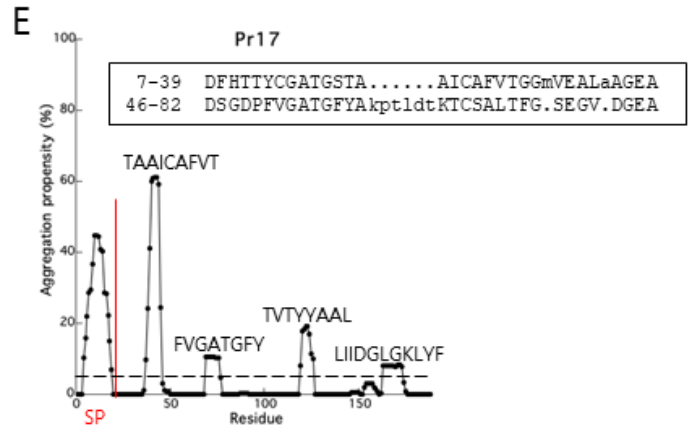 E
Pr17
7-39 DFHTTYCGATGSTA......AICAFVTGGmVEALaAGEA
46-82 DSGDPFVGATGFYAkptldtKTCSALTFG.SEGV.DGEA
Aggregation propensity (%)
100
80
60
40
20
0
TAAICAFVT
FVGATGFY
TVTYYAAL
LIIDGLGKLYF
0 50 100 150
SP
Residue